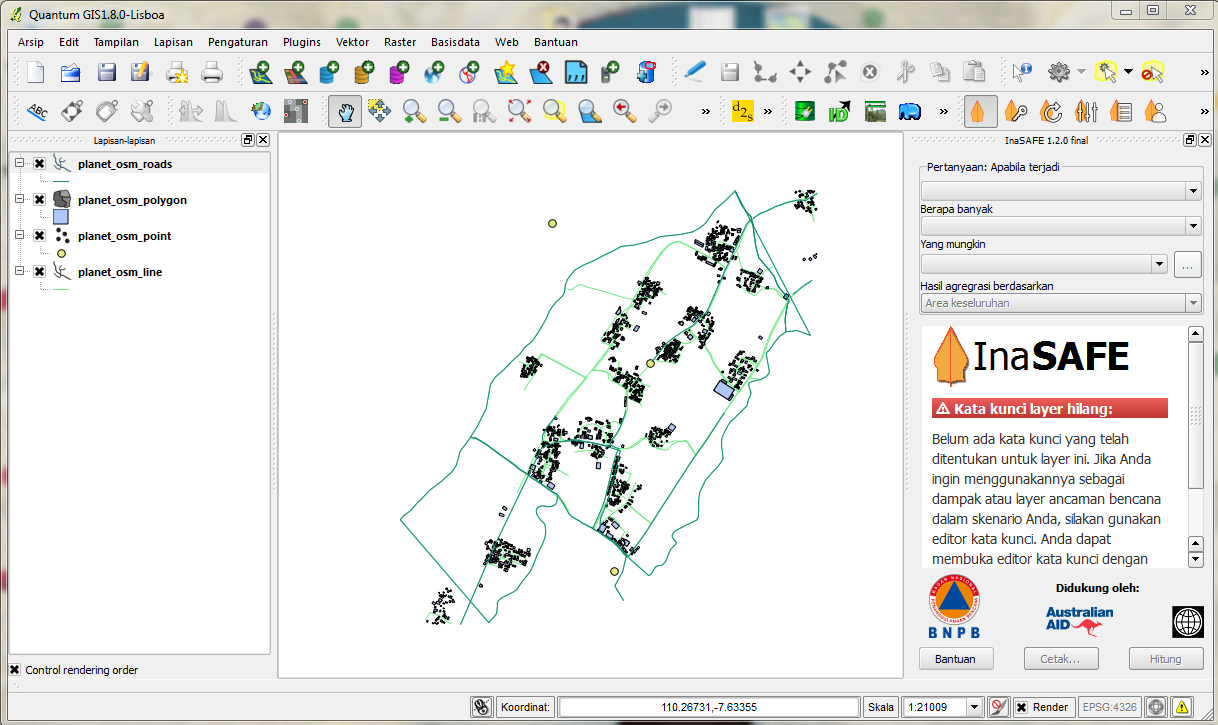 Quantum GIS1.8.0-Lisboa
Arsip Edit Tampilan Lapisan Pengaturan Plugins Vektor Raster Basisdata Web Bantuan
ABC
d2s
Lapisan-lapisan
planet_osm_roads
planet_osm_polygon
planet_osm_point
planet_osm_line
Control rendering order
InaSAFE 1.2.0 final
Pertanyaan: Apabila terjadi
Berapa banyak
Yang mungkin
...
Hasil agregrasi berdasarkan
Area keseluruhan
InaSAFE
Kata kunci layer hilang:
Belum ada kata kunci yang telah
ditentukan untuk layer ini. Jika Anda
ingin menggunakannya sebagai
dampak atau layer ancaman bencana
dalam skenario Anda, silakan gunakan
editor kata kunci. Anda dapat
membuka editor kata kunci dengan
BNPB
Didukung oleh:
Australian
AID
Bantuan Cetak... Hitung
Koordinat: 110.26731,-7.63355 Skala 1:21009 Render EPSG:4326